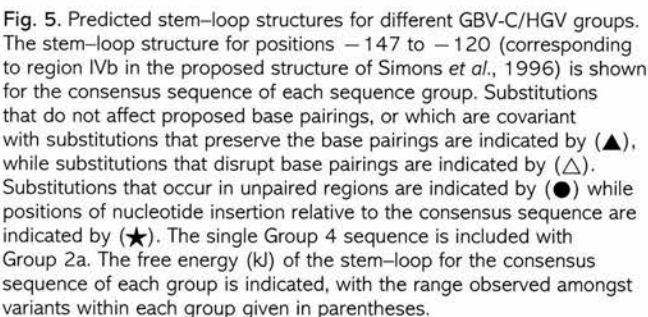 Fig. 5. Predicted stem–loop structures for different GBV-C/HGV groups.
The stem–loop structure for positions −147 to −120 (corresponding
to region IVb in the proposed structure of Simons et al., 1996) is shown
for the consensus sequence of each sequence group. Substitutions
that do not affect proposed base pairings, or which are covariant
with substitutions that preserve the base pairings are indicated by (▲),
while substitutions that disrupt base pairings are indicated by (△).
Substitutions that occur in unpaired regions are indicated by (●) while
positions of nucleotide insertion relative to the consensus sequence are
indicated by (★). The single Group 4 sequence is included with
Group 2a. The free energy (kJ) of the stem–loop for the consensus
sequence of each group is indicated, with the range observed amongst
variants within each group given in parentheses.